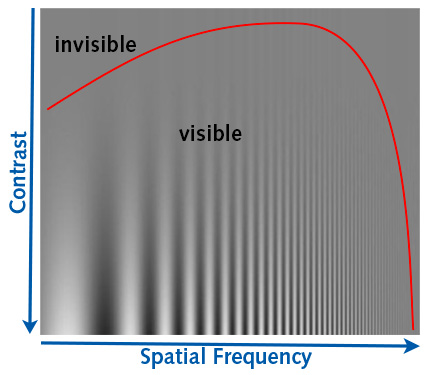 invisible
visible
Contrast
Spatial Frequency